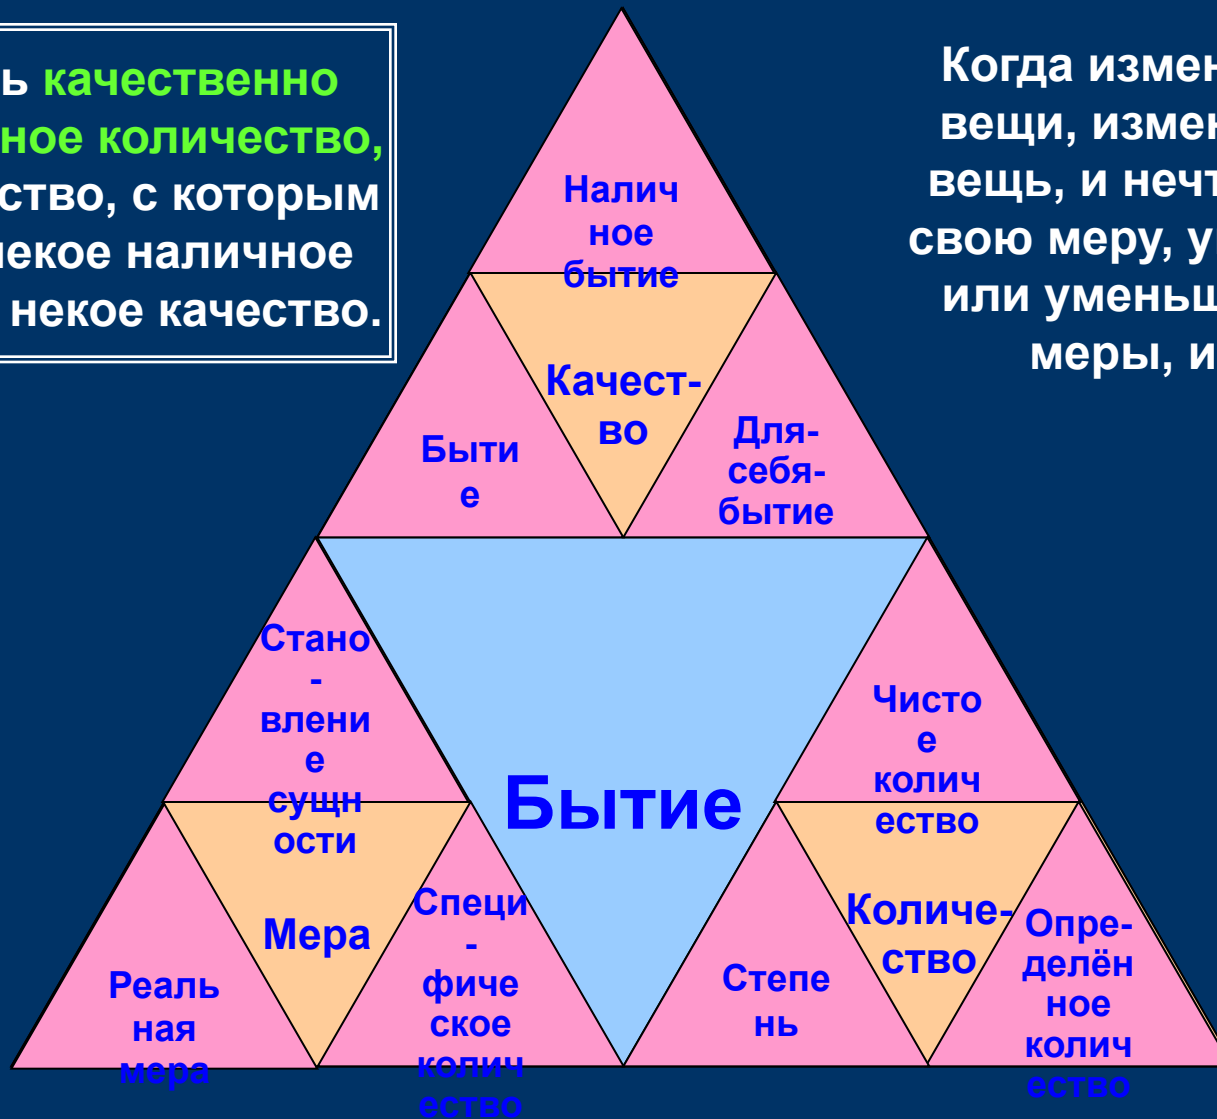 ь качественно
ное количество,
ство, с которым
некое наличное
некое качество.
Когда измен
вещи, измен
вещь, и нечт
свою меру, у
или уменьш
меры, и
Налич
ное
бытие
Качест-
во
Быти
е
Для-
себя-
бытие
Стано
-
влени
е
сущн
ости
Чисто
е
колич
ество
Бытие
Мера
Специ
-
фиче
ское
колич
ество
Реаль
ная
мера
Количе-
ство
Степе
нь
Опре-
делён
ное
колич
ество